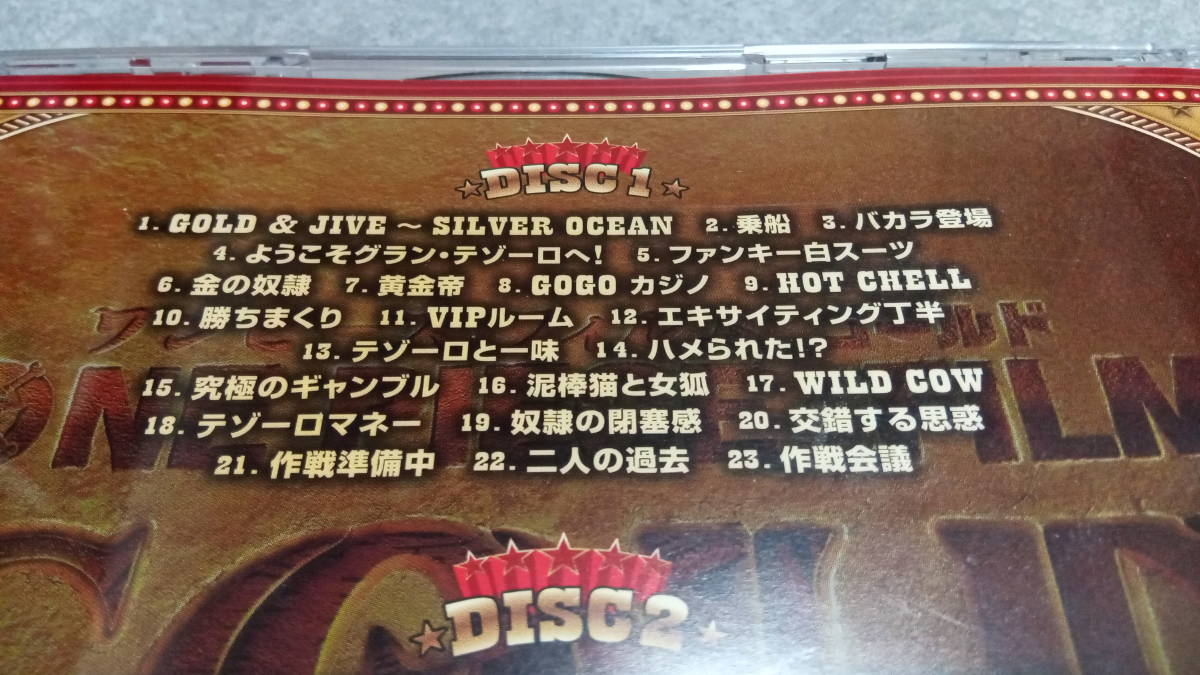 DISC 1
1. GOLD & JIVE ～ SILVER OCEAN 2. 乗船 3. バカラ登場
4. ようこそグラン・テゾーロへ! 5. ファンキー白スーツ
6. 金の奴隷 7. 黄金帝 8. GOGO カジノ 9. HOT CHELL
10. 勝ちまくり 11. VIPルーム 12. エキサイティング丁半
13. テゾーロと一味 14. ハメられた!?
15. 究極のギャンブル 16. 泥棒猫と女狐 17. WILD COW
18. テゾーロマネー 19. 奴隷の閉塞感 20. 交錯する思惑
21. 作戦準備中 22. 二人の過去 23. 作戦会議
DISC 2